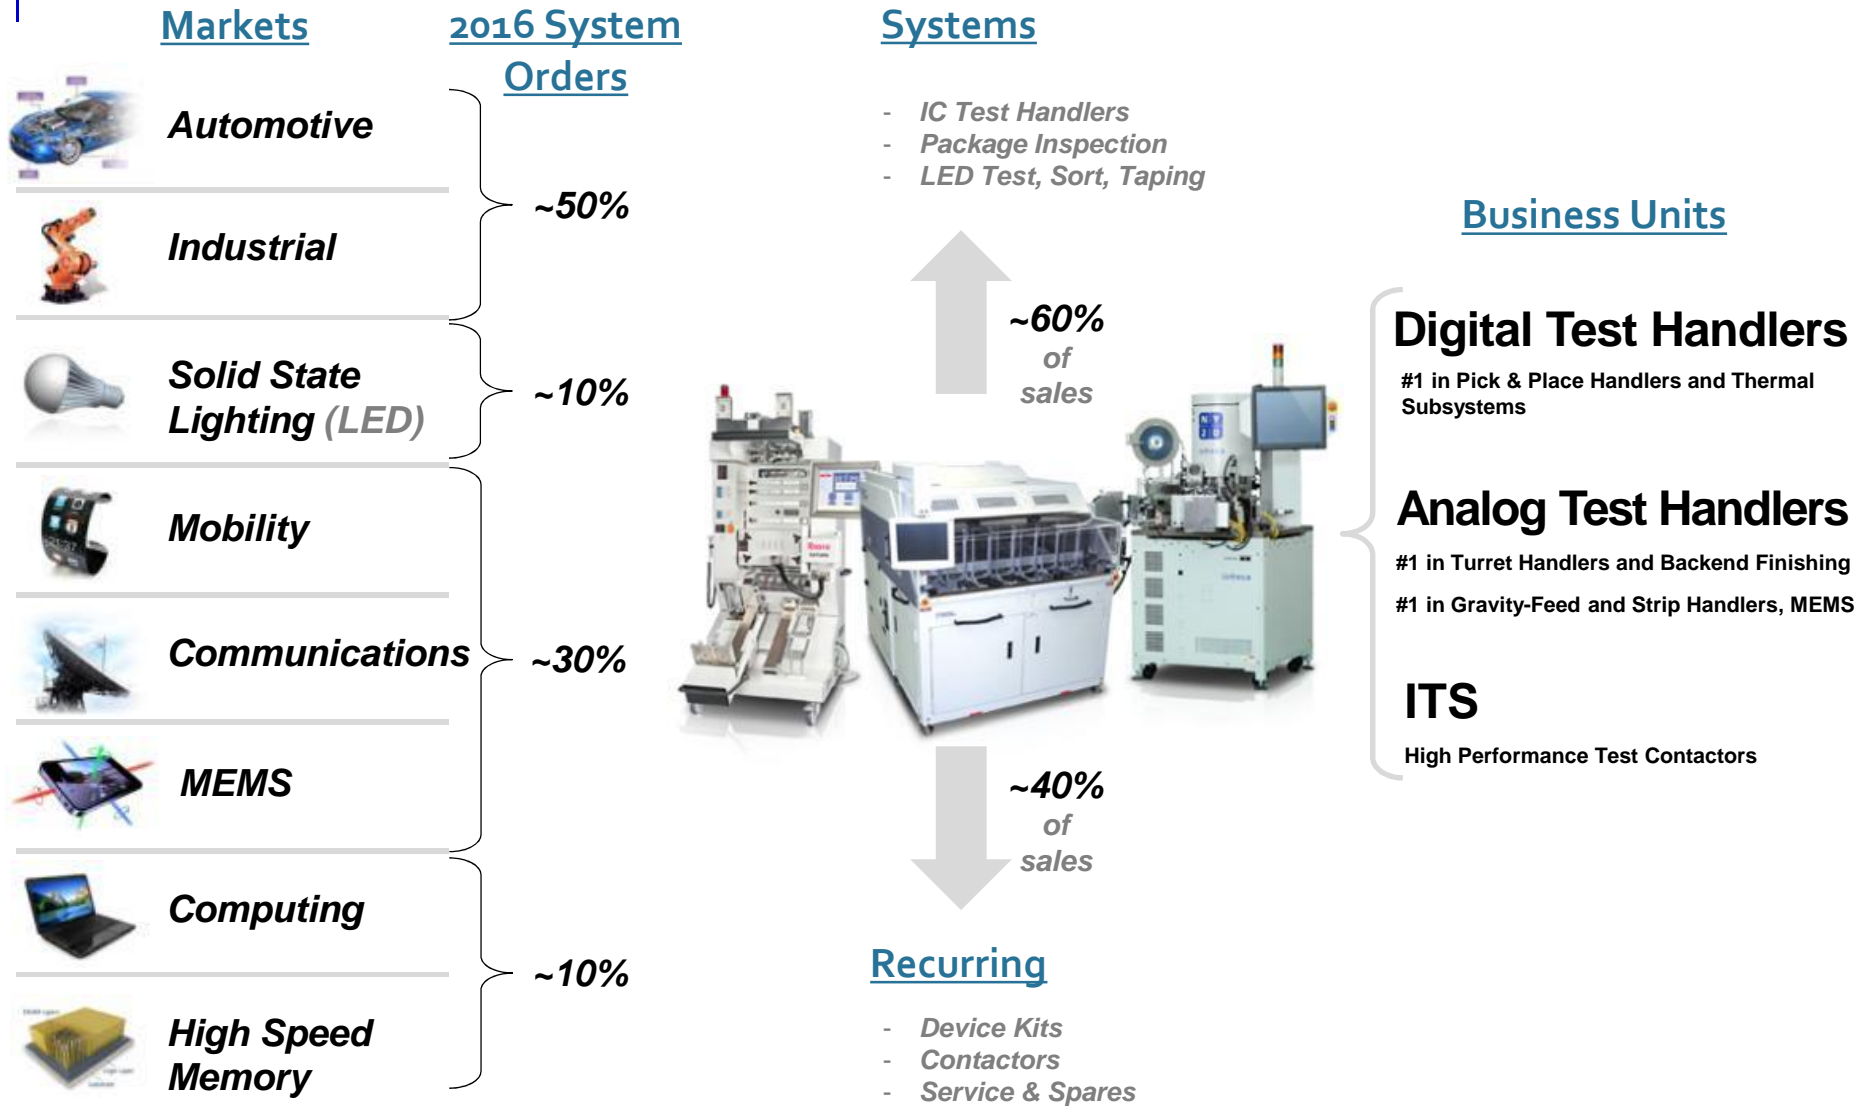 Markets
2016 System
Orders
Systems
Automotive
Industrial
~50%
Solid State
Lighting (LED)
~10%
Mobility
Communications
MEMS
~30%
Computing
High Speed
Memory
~10%
- IC Test Handlers
- Package Inspection
- LED Test, Sort, Taping
~60%
of
sales
~40%
of
sales
Recurring
- Device Kits
- Contactors
- Service & Spares
Business Units
Digital Test Handlers
#1 in Pick & Place Handlers and Thermal
Subsystems
Analog Test Handlers
#1 in Turret Handlers and Backend Finishing
#1 in Gravity-Feed and Strip Handlers, MEMS
ITS
High Performance Test Contactors